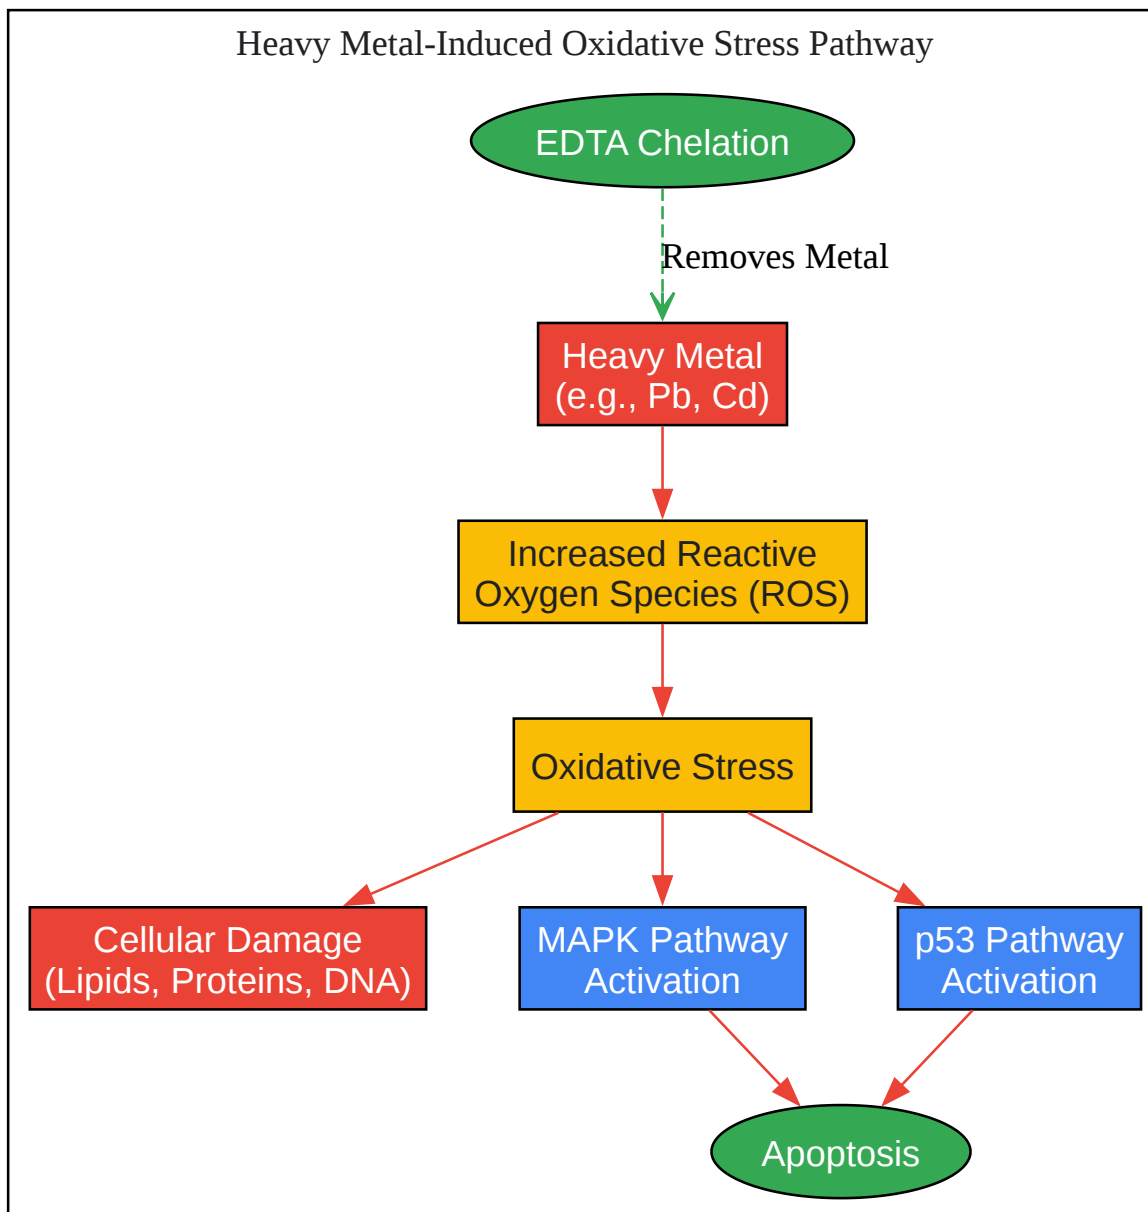 Heavy Metal-Induced Oxidative Stress Pathway
EDTA Chelation
Removes Metal
Heavy Metal
(e.g., Pb, Cd)
Increased Reactive
Oxygen Species (ROS)
Oxidative Stress
Cellular Damage
(Lipids, Proteins, DNA)
MAPK Pathway
Activation
p53 Pathway
Activation
Apoptosis